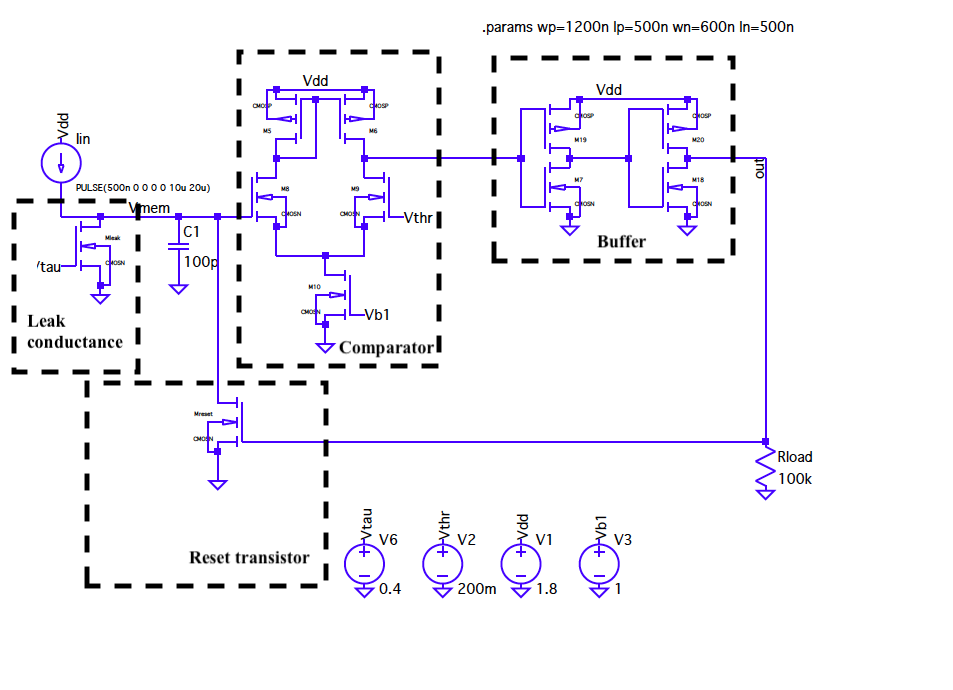 .params wp=1200n lp=500n wn=600n ln=500n
Vdd
Iin
PULSE(500n 0 0 0 0 10u 20u)
Vmem
C1
100p
Mleak
CMOSN
Vtau
Leak
conductance
Vdd
CMOSP
CMOSP
M5
M6
M8
M9
CMOSN
CMOSN
Vthr
M10
CMOSN
Vb1
Comparator
Vdd
CMOSP
CMOSP
M19
M20
M7
M18
CMOSN
CMOSN
Buffer
out
Mreset
CMOSN
Reset transistor
Rload
100k
Vtau
V6
0.4
Vthr
V2
200m
Vdd
V1
1.8
Vb1
V3
1